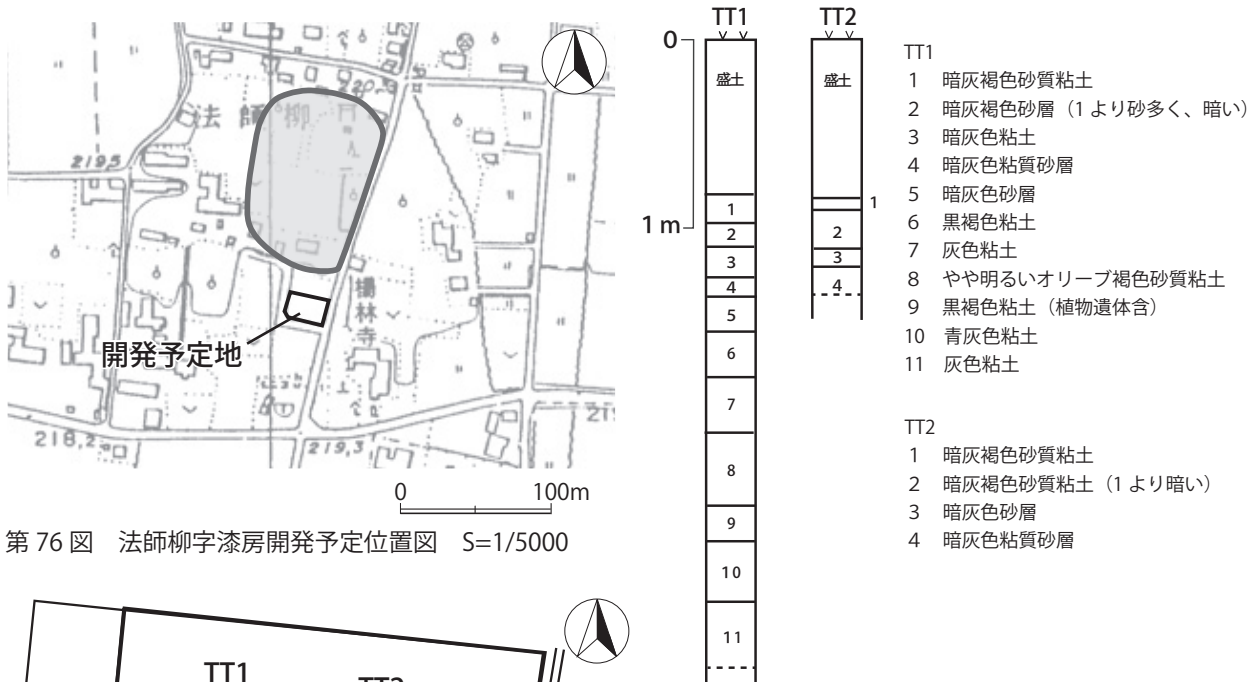 法師柳
219.5
220.
楊林寺
開発予定地
218.2
219.3
21
0 100m
第 76 図 法師柳字漆房開発予定位置図 S=1/5000
TT1
TT2
TT1 TT2
0
1 m
盛土
1
2
3
4
5
6
7
8
9
10
11
盛土
1
2
3
4
TT1
1 暗灰褐色砂質粘土
2 暗灰褐色砂層（1 より砂多く、暗い）
3 暗灰色粘土
4 暗灰色粘質砂層
5 暗灰色砂層
6 黒褐色粘土
7 灰色粘土
8 やや明るいオリーブ褐色砂質粘土
9 黒褐色粘土（植物遺体含）
10 青灰色粘土
11 灰色粘土
TT2
1 暗灰褐色砂質粘土
2 暗灰褐色砂質粘土（1 より暗い）
3 暗灰色砂層
4 暗灰色粘質砂層